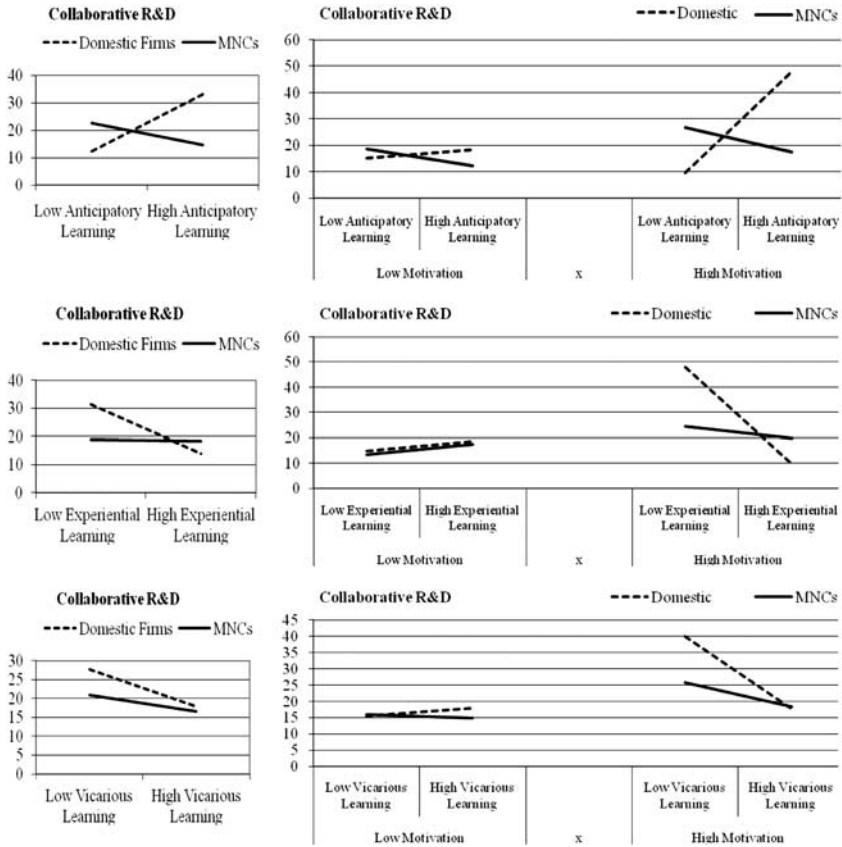 Collaborative R&D
Domestic Firms MNCs
40
30
20
10
0
Low Anticipatory High Anticipatory
Learning Learning
Collaborative R&D
Domestic MNCs
60
50
40
30
20
10
0
Low Anticipatory High Anticipatory Low Anticipatory High Anticipatory
Learning Learning Learning Learning
Low Motivation x High Motivation
Collaborative R&D
Domestic Firms MNCs
40
30
20
10
0
Low Experiential High Experiential
Learning Learning
Collaborative R&D
Domestic MNCs
60
50
40
30
20
10
0
Low Experiential High Experiential Low Experiential High Experiential
Learning Learning Learning Learning
Low Motivation x High Motivation
Collaborative R&D
Domestic Firms MNCs
30
25
20
15
10
5
0
Low Vicarious High Vicarious
Learning Learning
Collaborative R&D
Domestic MNCs
45
40
35
30
25
20
15
10
5
0
Low Vicarious High Vicarious Low Vicarious High Vicarious
Learning Learning Learning Learning
Low Motivation x High Motivation